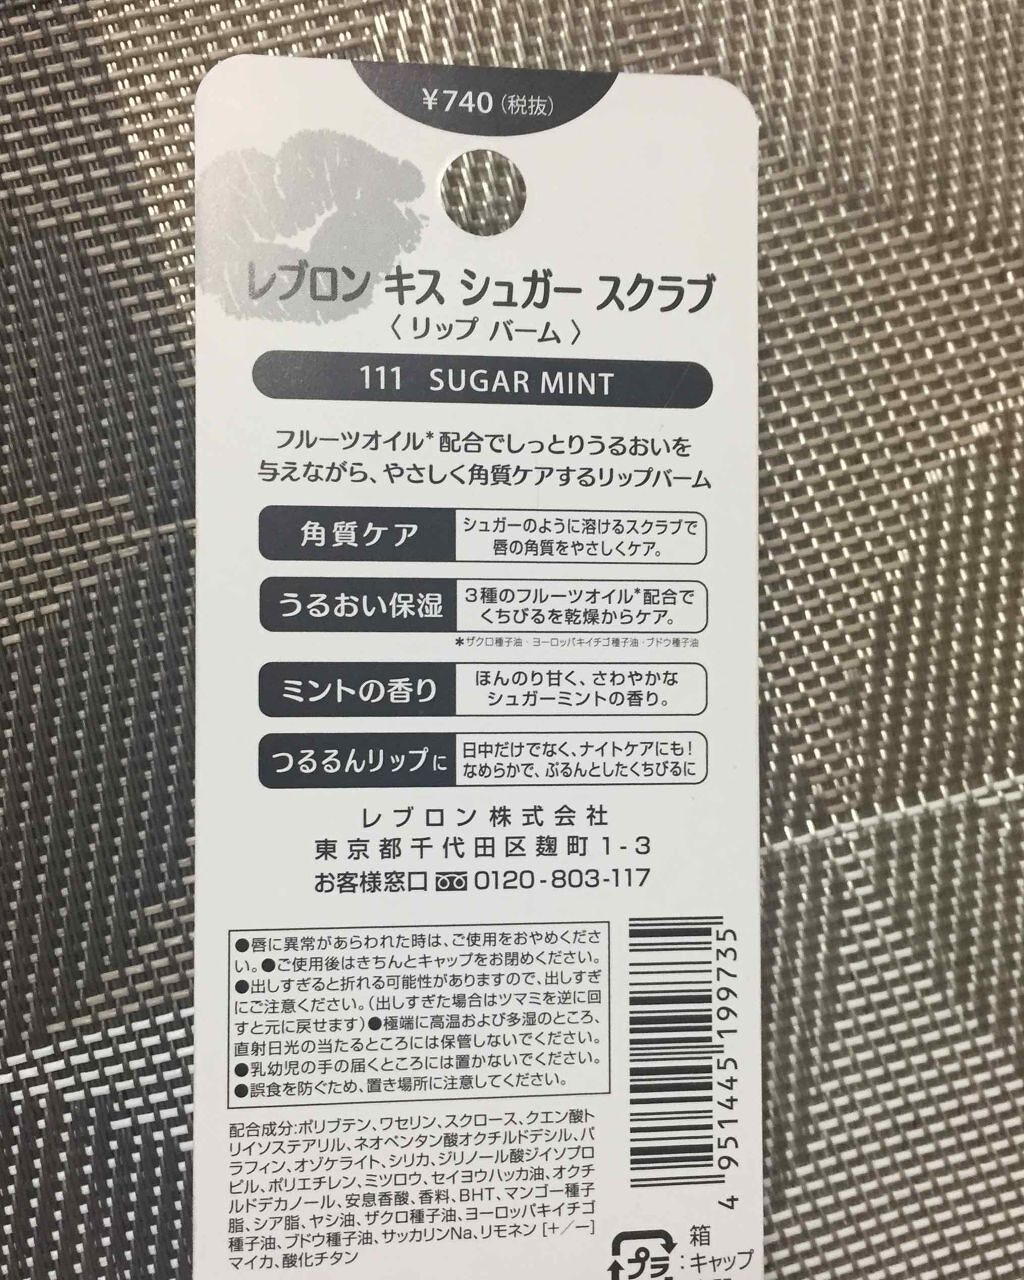 ¥740(税抜)
レブロン キス シュガー スクラブ
〈リップ バーム〉
111 SUGAR MINT
フルーツオイル*配合でしっとりうるおいを
与えながら、やさしく角質ケアするリップバーム
角質ケア
シュガーのように溶けるスクラブで
唇の角質をやさしくケア。
うるおい保湿
3種のフルーツオイル*配合で
くちびるを乾燥からケア。
*ザクロ種子油・ヨーロッパキイチゴ種子油・ブドウ種子油
ミントの香り
ほんのり甘く、さわやかな
シュガーミントの香り。
つるるんリップに
日中だけでなく、ナイトケアにも!
なめらかで、ぷるんとしたくちびるに
レブロン株式会社
東京都千代田区麹町1-3
お客様窓口 0120-803-117
●唇に異常があらわれた時は、ご使用をおやめくださ
い。●ご使用後はきちんとキャップをお閉めください。
●出しすぎると折れる可能性がありますので、出しすぎ
にご注意ください。(出しすぎた場合はツマミを逆に回
すと元に戻せます)●極端に高温および多湿のところ、
直射日光の当たるところには保管しないでください。
●乳幼児の手の届くところには置かないでください。
●誤食を防ぐため、置き場所に注意してください。
配合成分:ポリブテン、ワセリン、スクロース、クエン酸ト
リイソステアリル、ネオペンタン酸オクチルドデシル、パ
ラフィン、オゾケライト、シリカ、ジリノール酸ジイソプロ
ピル、ポリエチレン、ミツロウ、セイヨウハッカ油、オクチ
ルドデカノール、安息香酸、香料、BHT、マンゴー種子
脂、シア脂、ヤシ油、ザクロ種子油、ヨーロッパキイチゴ
種子油、ブドウ種子油、サッカリンNa、リモネン [+/-]
マイカ、酸化チタン
4 951445 199735
プラ
箱
:キャップ